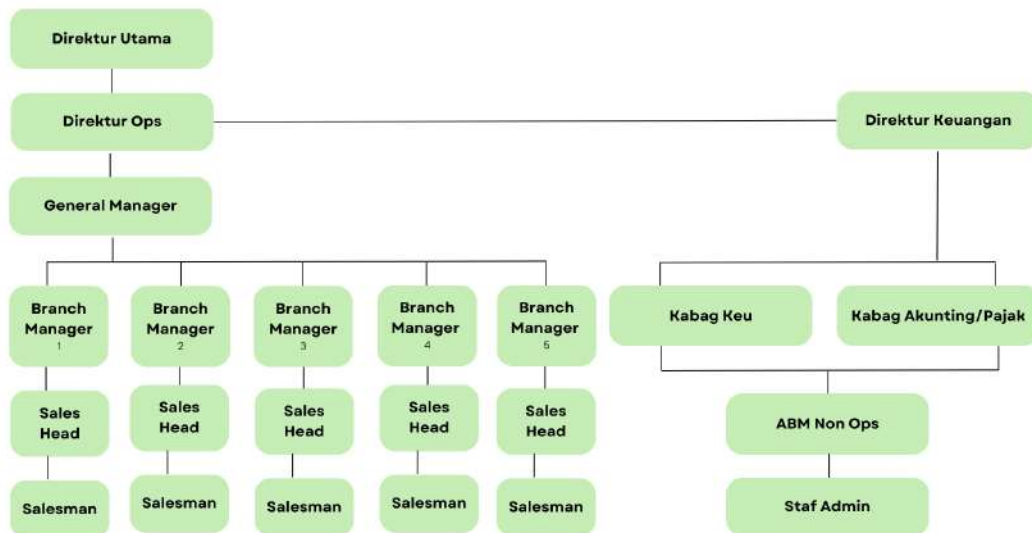 Direktur Utama
Direktur Ops
Direktur Keuangan
General Manager
Branch
Manager
1
Branch
Manager
2
Branch
Manager
3
Branch
Manager
4
Branch
Manager
5
Kabag Keu
Kabag Akunting/Pajak
Sales
Head
Sales
Head
Sales
Head
Sales
Head
Sales
Head
ABM Non Ops
Salesman
Salesman
Salesman
Salesman
Salesman
Staf Admin